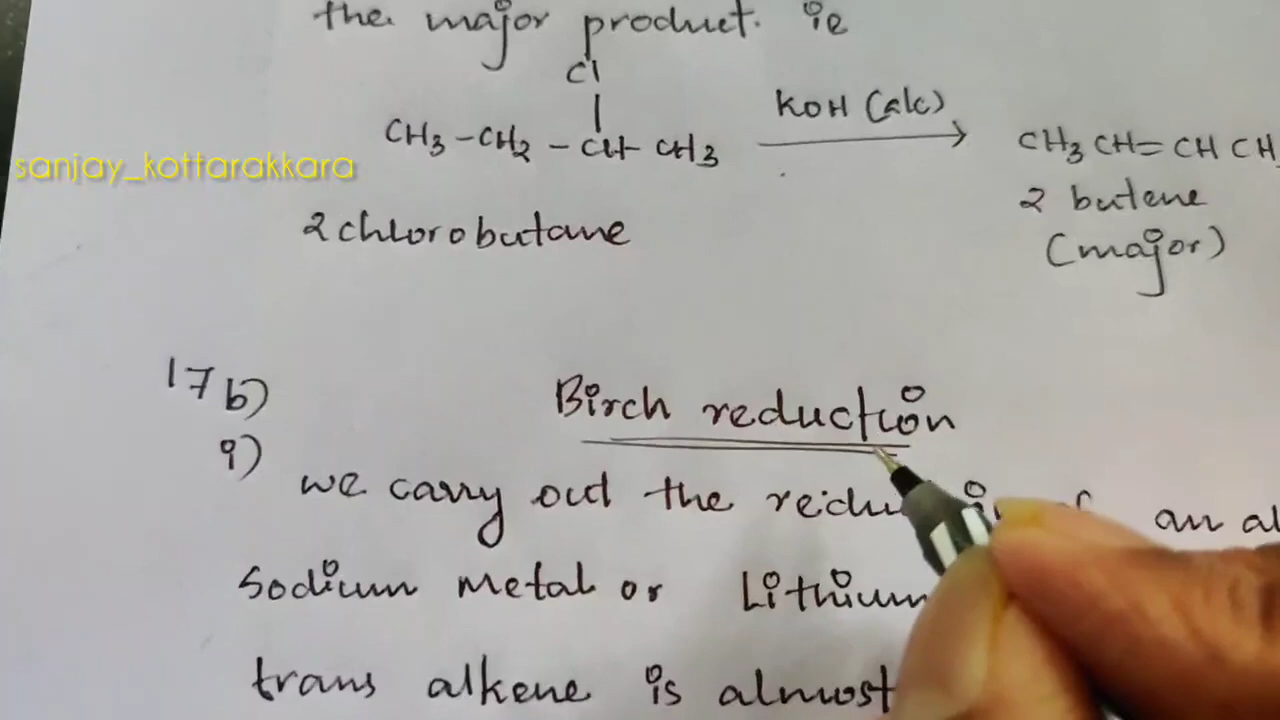 the major product. ie
Cl
|
CH3 - CH2 - CH CH3 KOH (alc) → CH3 CH = CH CH
sanjay_kottarakkara
2 chlorobutane
2 butene
(major)
17 b)
Birch reduction
i)
we carry out the an al
Sodium metal or Lithium
trans alkene is almost